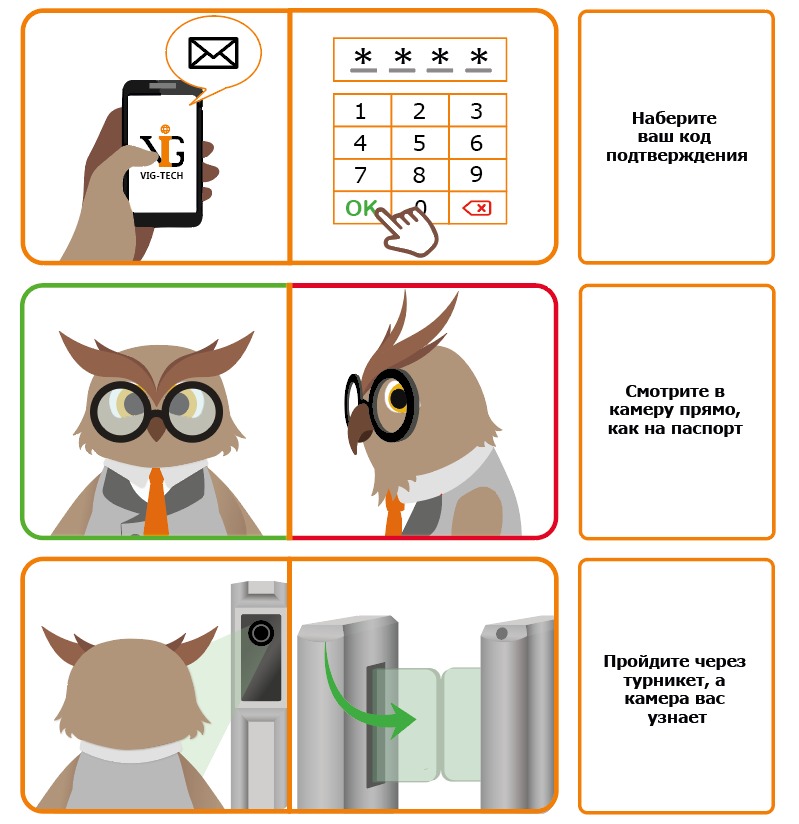 * * * *
1 2 3
4 5 6
7 8 9
OK 0
ViG
VIG-TECH
Наберите
ваш код
подтверждения
Смотрите в
камеру прямо,
как на паспорт
Пройдите через
турникет, а
камера вас
узнает